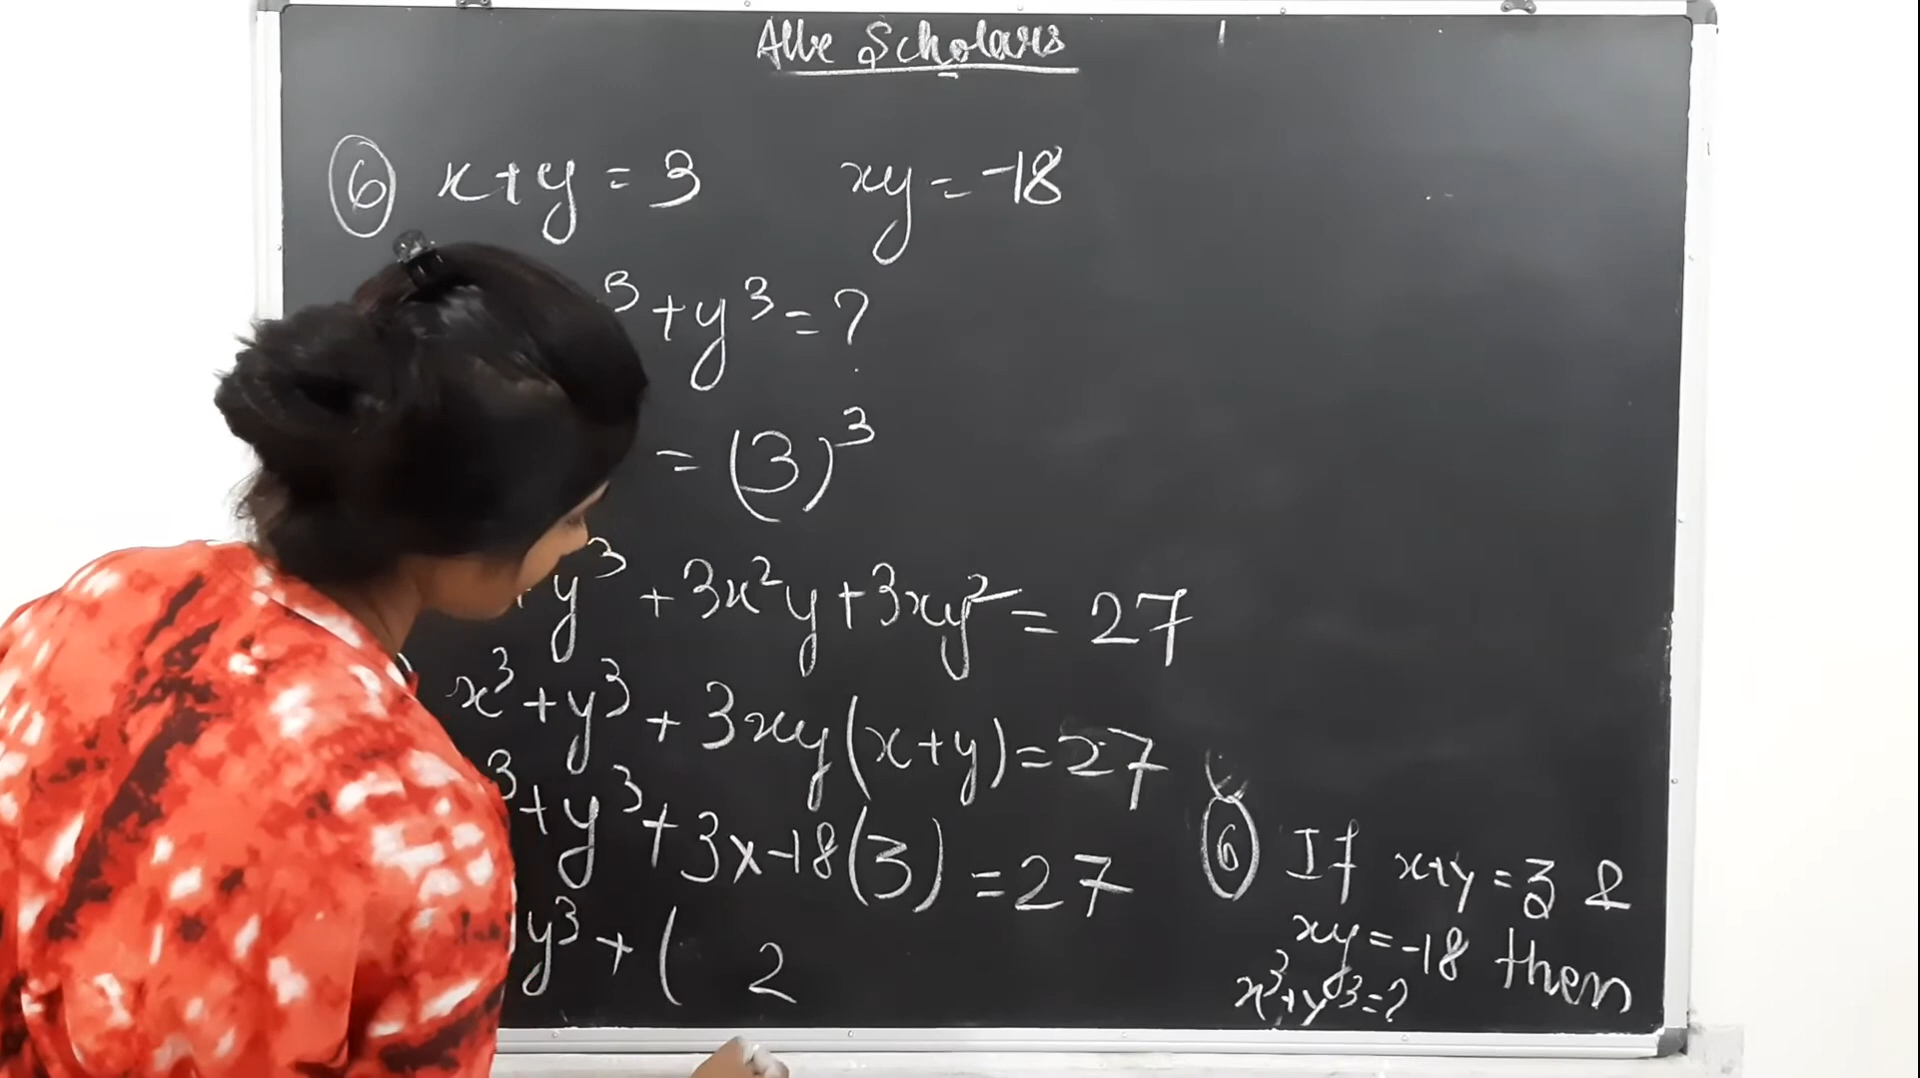 Alve Scholars
⑥ x+y = 3 xy = -18
³+y³ = ?
= (3)³
y³ + 3x²y + 3xy² = 27
x³ + y³ + 3xy(x+y) = 27
³ + y³ + 3x-18(3) = 27
y³ + ( 2
⑥ If x+y = 3 &
xy = -18 then
x³+y³ = ?